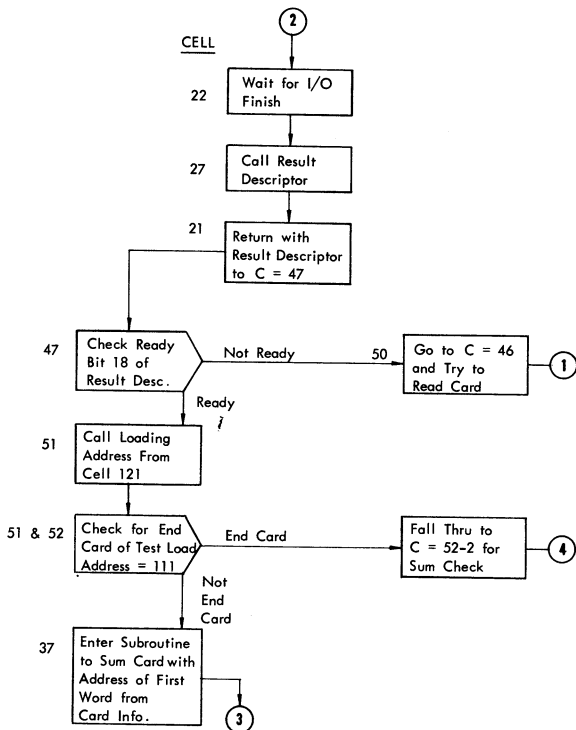 2
CELL
22
Wait for I/O
Finish
27
Call Result
Descriptor
21
Return with
Result Descriptor
to C = 47
47
Check Ready
Bit 18 of
Result Desc.
Not Ready
50
Go to C = 46
and Try to
Read Card
1
Ready
51
Call Loading
Address From
Cell 121
51 & 52
Check for End
Card of Test Load
Address = 111
End Card
Fall Thru to
C = 52-2 for
Sum Check
4
Not
End
Card
37
Enter Subroutine
to Sum Card with
Address of First
Word from
Card Info.
3